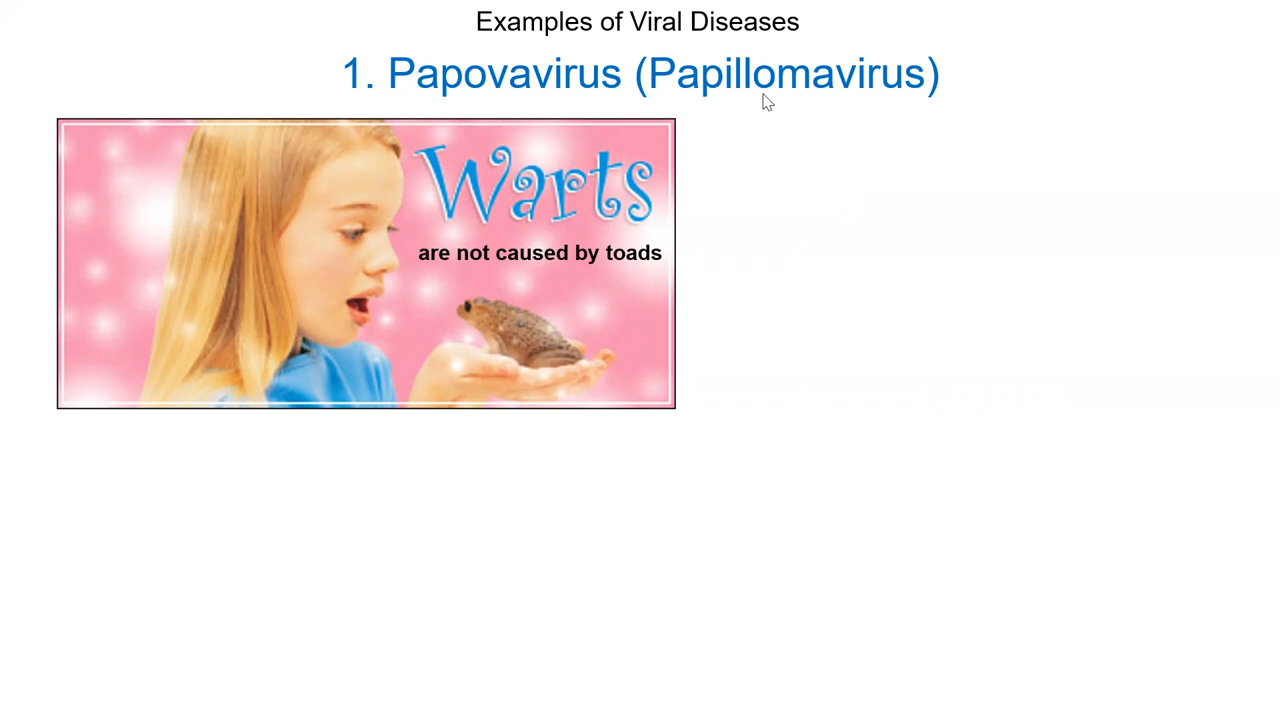 Examples of Viral Diseases
1. Papovavirus (Papillomavirus)
Warts
are not caused by toads